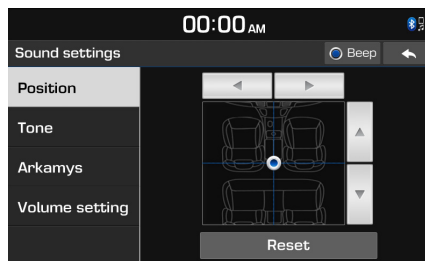 00:00 AM
Sound settings
Beep
Position
Tone
Arkamys
Volume setting
Reset